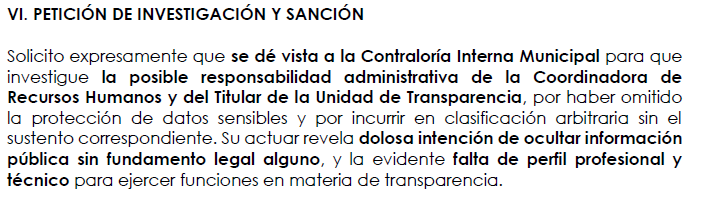 VI. PETICIÓN DE INVESTIGACIÓN Y SANCIÓN
Solicito expresamente que se dé vista a la Contraloría Interna Municipal para que
investigue la posible responsabilidad administrativa de la Coordinadora de
Recursos Humanos y del Titular de la Unidad de Transparencia, por haber omitido
la protección de datos sensibles y por incurrir en clasificación arbitraria sin el
sustento correspondiente. Su actuar revela dolosa intención de ocultar información
pública sin fundamento legal alguno, y la evidente falta de perfil profesional y
técnico para ejercer funciones en materia de transparencia.